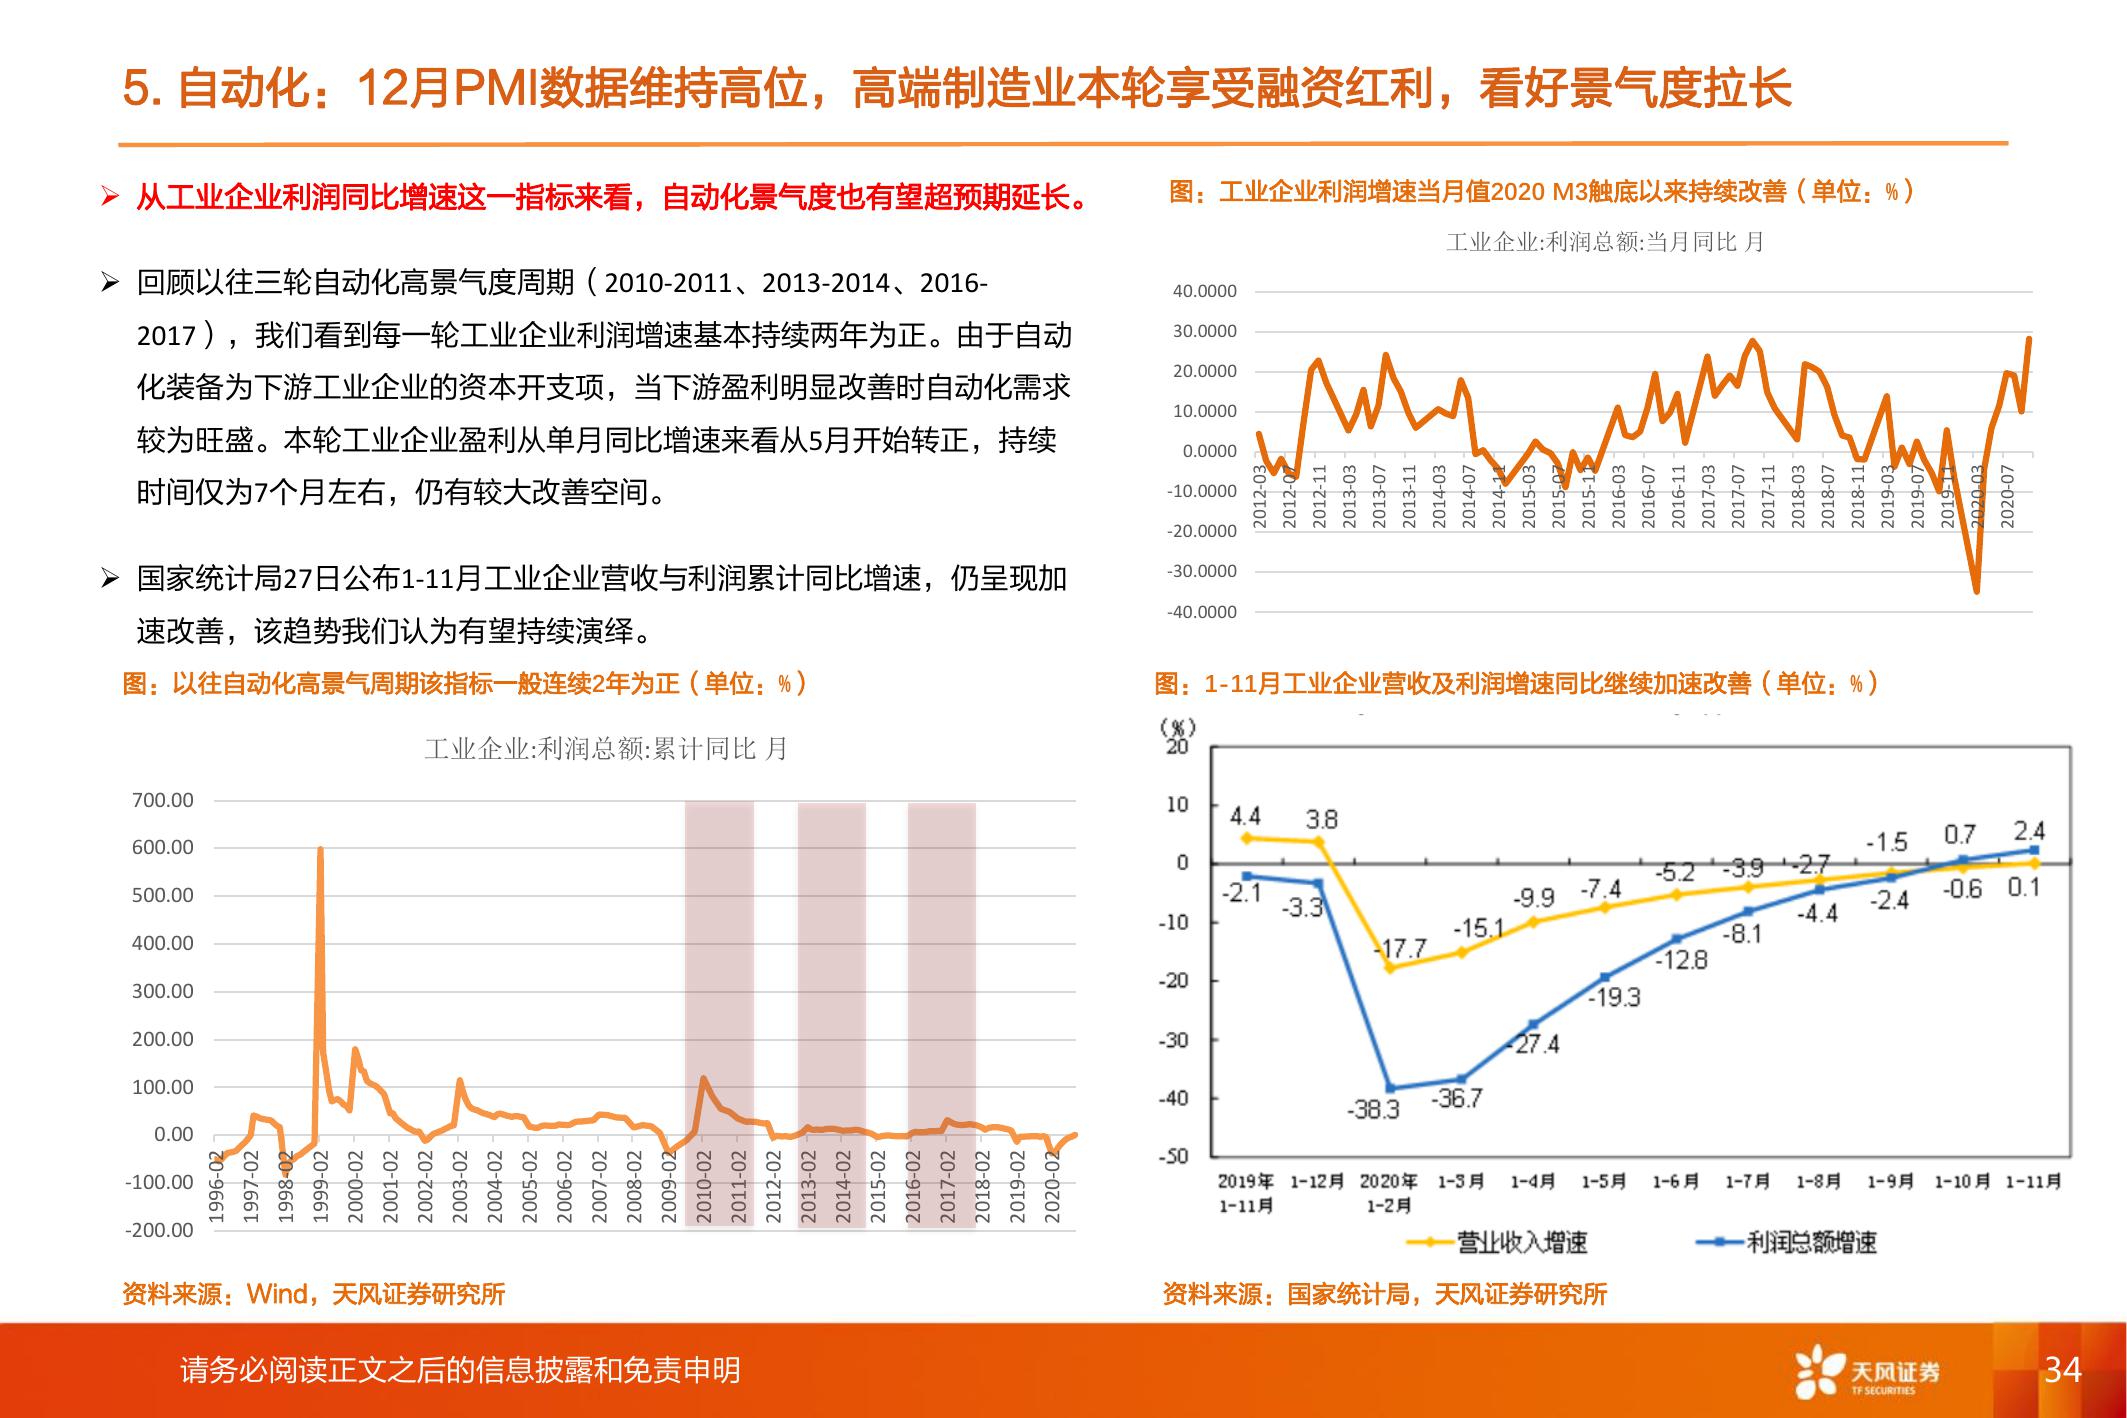 5. 自动化：12月PMI数据维持高位，高端制造业本轮享受融资红利，看好景气度拉长
➢ 从工业企业利润同比增速这一指标来看，自动化景气度也有望超预期延长。
➢ 回顾以往三轮自动化高景气度周期（2010-2011、2013-2014、2016-
2017），我们看到每一轮工业企业利润增速基本持续两年为正。由于自动
化装备为下游工业企业的资本开支项，当下游盈利明显改善时自动化需求
较为旺盛。本轮工业企业盈利从单月同比增速来看从5月开始转正，持续
时间仅为7个月左右，仍有较大改善空间。
➢ 国家统计局27日公布1-11月工业企业营收与利润累计同比增速，仍呈现加
速改善，该趋势我们认为有望持续演绎。
图：工业企业利润增速当月值2020 M3触底以来持续改善（单位：%）
工业企业:利润总额:当月同比 月
40.0000
30.0000
20.0000
10.0000
0.0000
-10.0000
-20.0000
-30.0000
-40.0000
2012-03 2012-07 2012-11 2013-03 2013-07 2013-11 2014-03 2014-07 2014-11 2015-03 2015-07 2015-11 2016-03 2016-07 2016-11 2017-03 2017-07 2017-11 2018-03 2018-07 2018-11 2019-03 2019-07 2019-11 2020-03 2020-07
图：以往自动化高景气周期该指标一般连续2年为正（单位：%）
工业企业:利润总额:累计同比 月
700.00
600.00
500.00
400.00
300.00
200.00
100.00
0.00
-100.00
-200.00
1996-02 1997-02 1998-02 1999-02 2000-02 2001-02 2002-02 2003-02 2004-02 2005-02 2006-02 2007-02 2008-02 2009-02 2010-02 2011-02 2012-02 2013-02 2014-02 2015-02 2016-02 2017-02 2018-02 2019-02 2020-02
资料来源：Wind，天风证券研究所
图：1-11月工业企业营收及利润增速同比继续加速改善（单位：%）
(%)
20
10
0
-10
-20
-30
-40
-50
4.4 3.8 -17.7 -15.1 -9.9 -7.4 -5.2 -3.9 -2.7 -1.5 -0.6 0.1
-2.1 -3.3 -38.3 -36.7 -27.4 -19.3 -12.8 -8.1 -4.4 -2.4 0.7 2.4
2019年 1-12月 2020年 1-3月 1-4月 1-5月 1-6月 1-7月 1-8月 1-9月 1-10月 1-11月
1-11月 1-2月
营业收入增速 利润总额增速
资料来源：国家统计局，天风证券研究所
请务必阅读正文之后的信息披露和免责申明
天风证券
TF SECURITIES
34